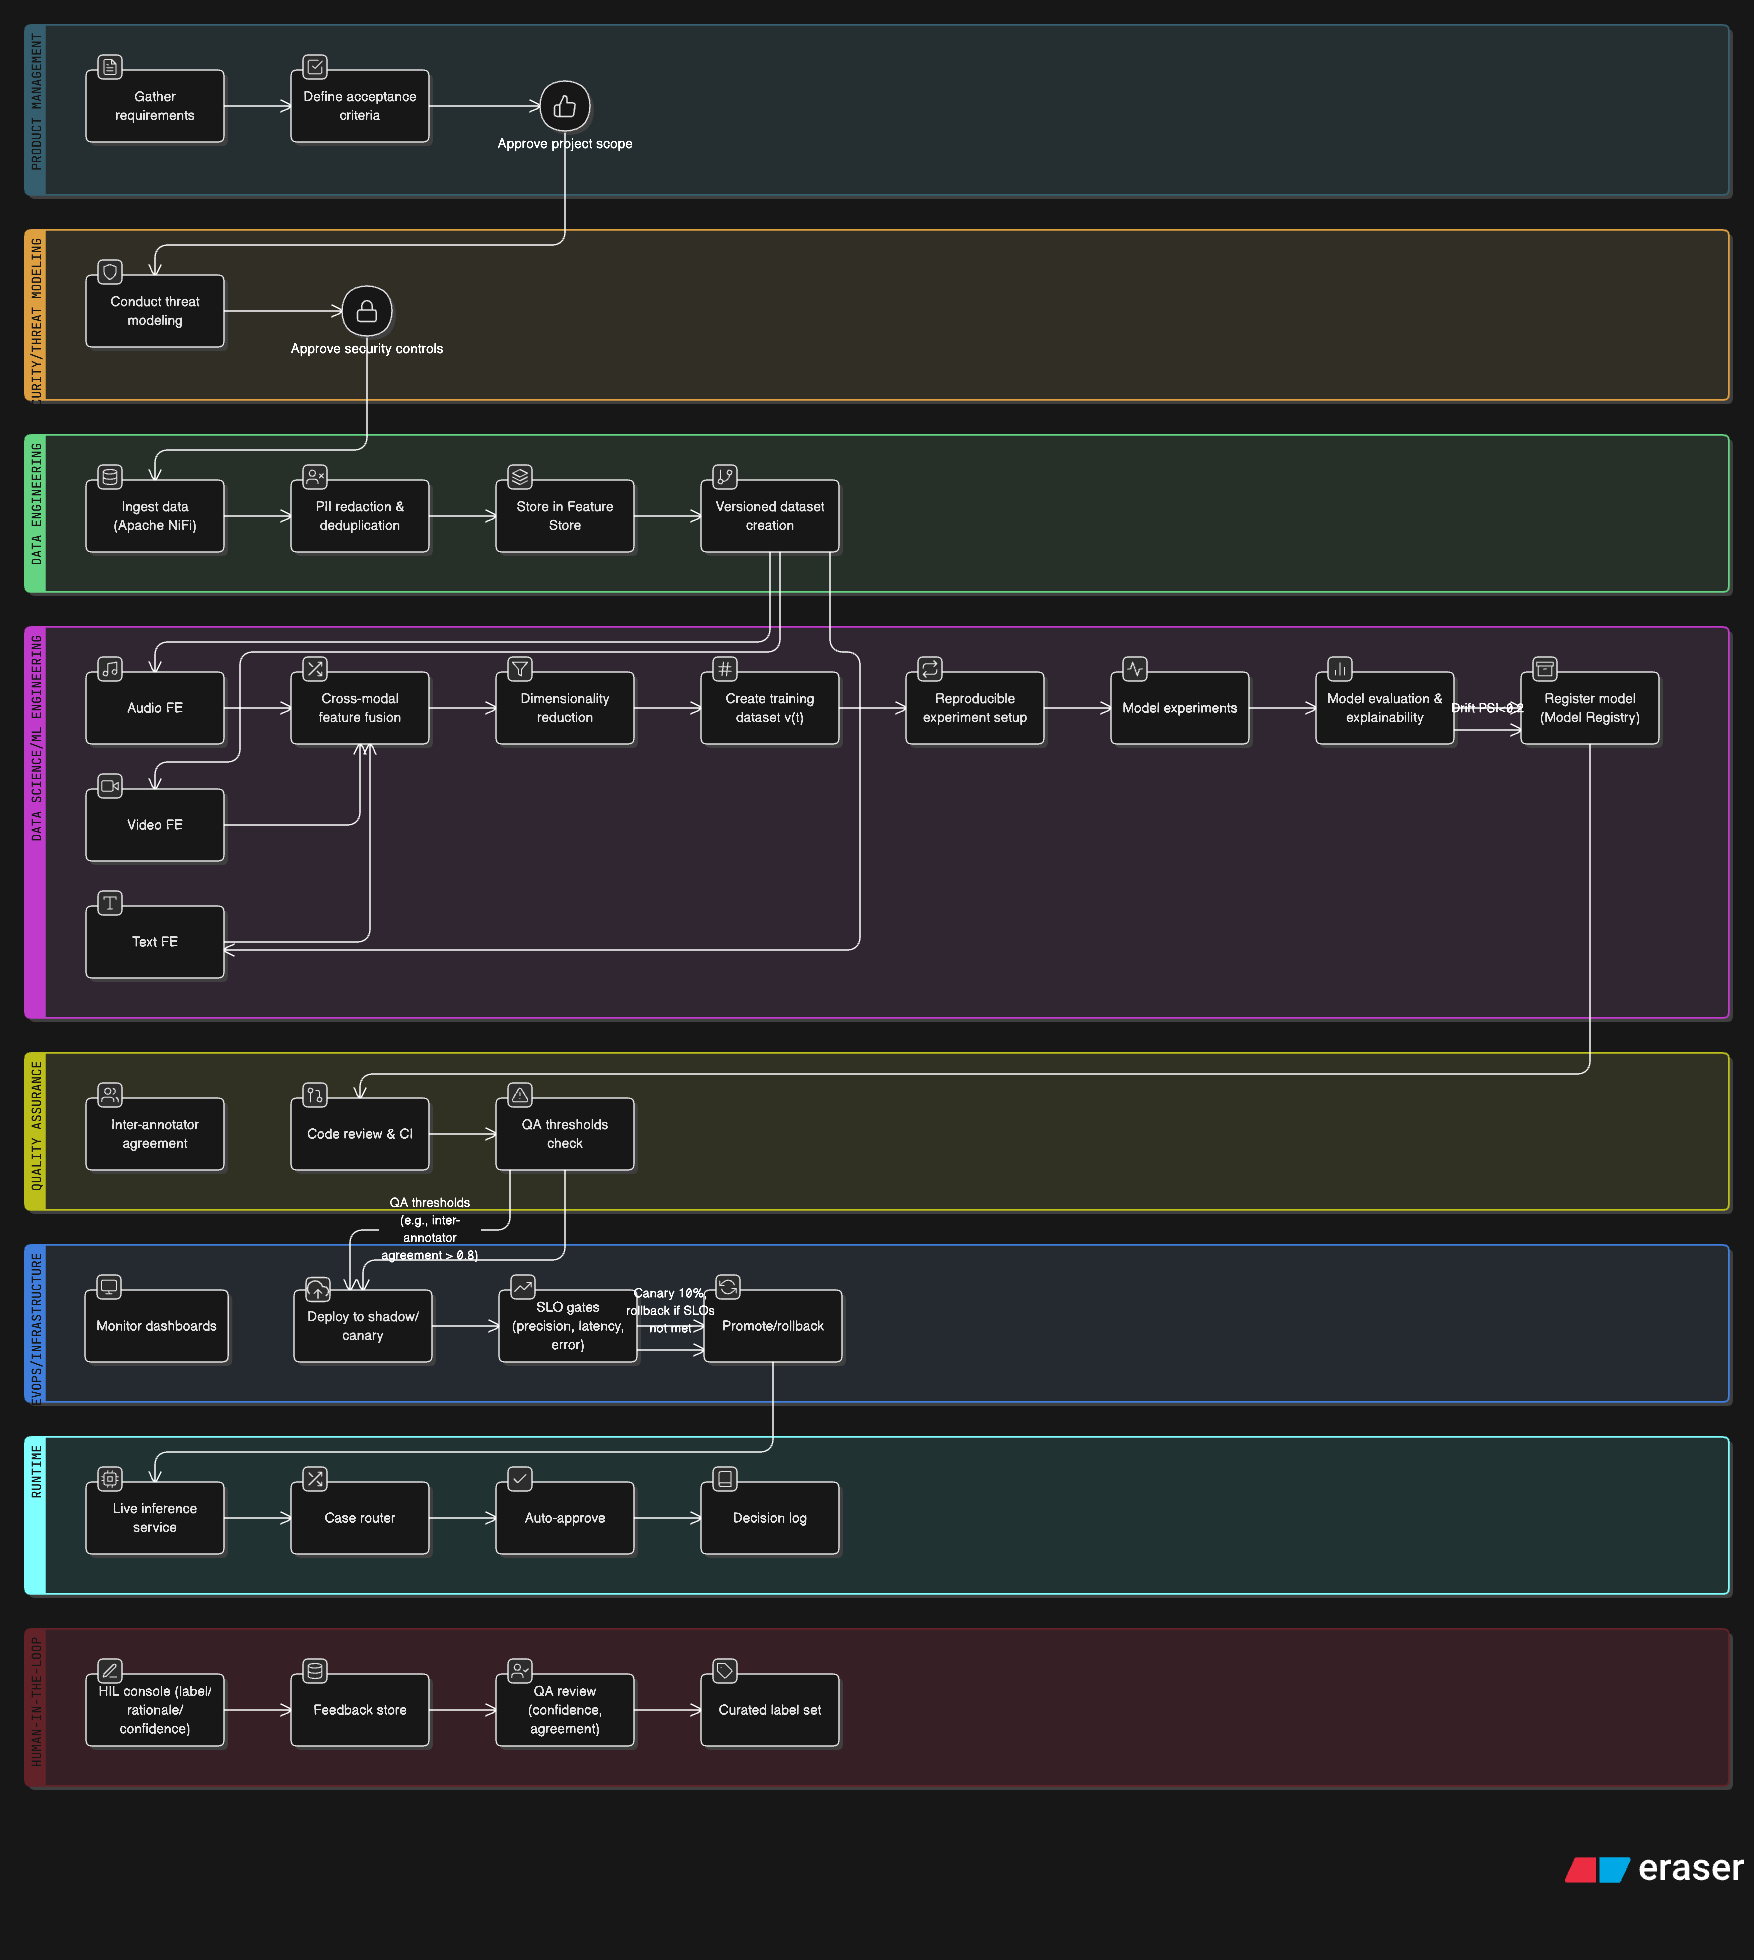 PRODUCT MANAGEMENT
Gather
requirements
Define acceptance
criteria
Approve project scope
URITY/THREAT MODELING
Conduct threat
modeling
Approve security controls
DATA ENGINEERING
Ingest data
(Apache NiFi)
PII redaction &
deduplication
Store in Feature
Store
Versioned dataset
creation
DATA SCIENCE/ML ENGINEERING
Audio FE
Cross-modal
feature fusion
Dimensionality
reduction
Create training
dataset v(t)
Reproducible
experiment setup
Model experiments
Model evaluation &
explainability
Drift PSI<0.2
Register model
(Model Registry)
Video FE
Text FE
QUALITY ASSURANCE
Inter-annotator
agreement
Code review & CI
QA thresholds
check
QA thresholds
(e.g., inter-
annotator
agreement > 0.8)
EVOPS/INFRASTRUCTURE
Monitor dashboards
Deploy to shadow/
canary
SLO gates
(precision, latency,
error)
Canary 10%,
rollback if SLOs
not met
Promote/rollback
RUNTIME
Live inference
service
Case router
Auto-approve
Decision log
HUMAN-IN-THE-LOOP
HIL console (label/
rationale/
confidence)
Feedback store
QA review
(confidence,
agreement)
Curated label set
eraser